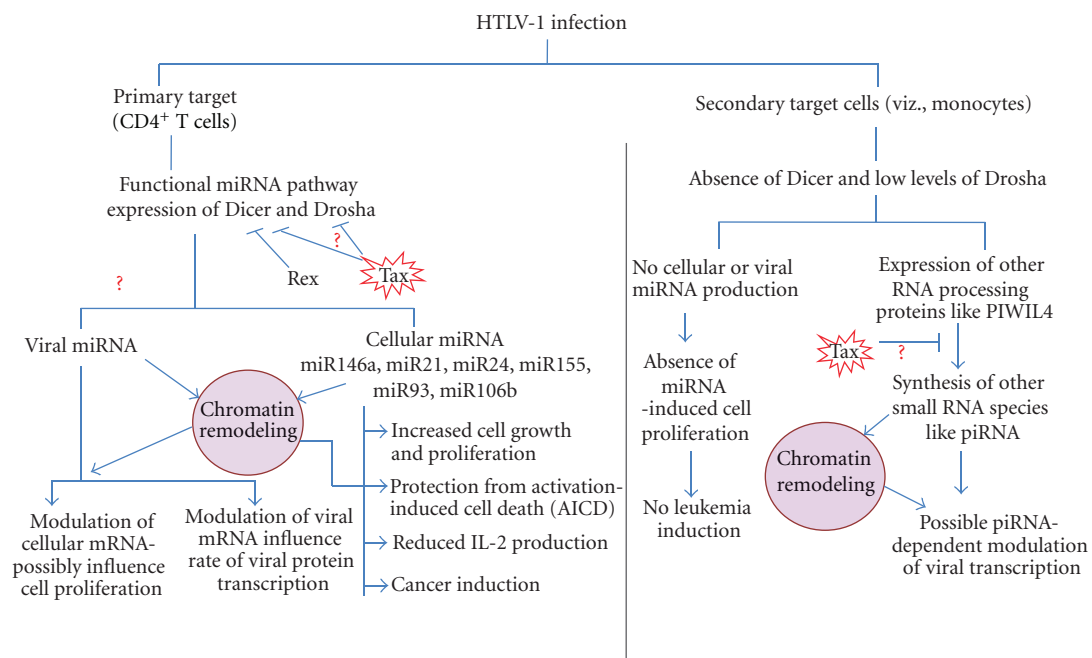 HTLV-1 infection
Primary target
(CD4⁺ T cells)
Functional miRNA pathway
expression of Dicer and Drosha
?
Rex
Tax
?
Viral miRNA
Cellular miRNA
miR146a, miR21, miR24, miR155,
miR93, miR106b
Chromatin
remodeling
Increased cell growth
and proliferation
Protection from activation-
induced cell death (AICD)
Reduced IL-2 production
Cancer induction
Modulation of
cellular mRNA-
possibly influence
cell proliferation
Modulation of viral
mRNA influence
rate of viral protein
transcription
Secondary target cells (viz., monocytes)
Absence of Dicer and low levels of Drosha
No cellular or viral
miRNA production
Absence of
miRNA
-induced cell
proliferation
No leukemia
induction
Expression of other
RNA processing
proteins like PIWIL4
Tax
?
Synthesis of other
small RNA species
like piRNA
Chromatin
remodeling
Possible piRNA-
dependent modulation
of viral transcription